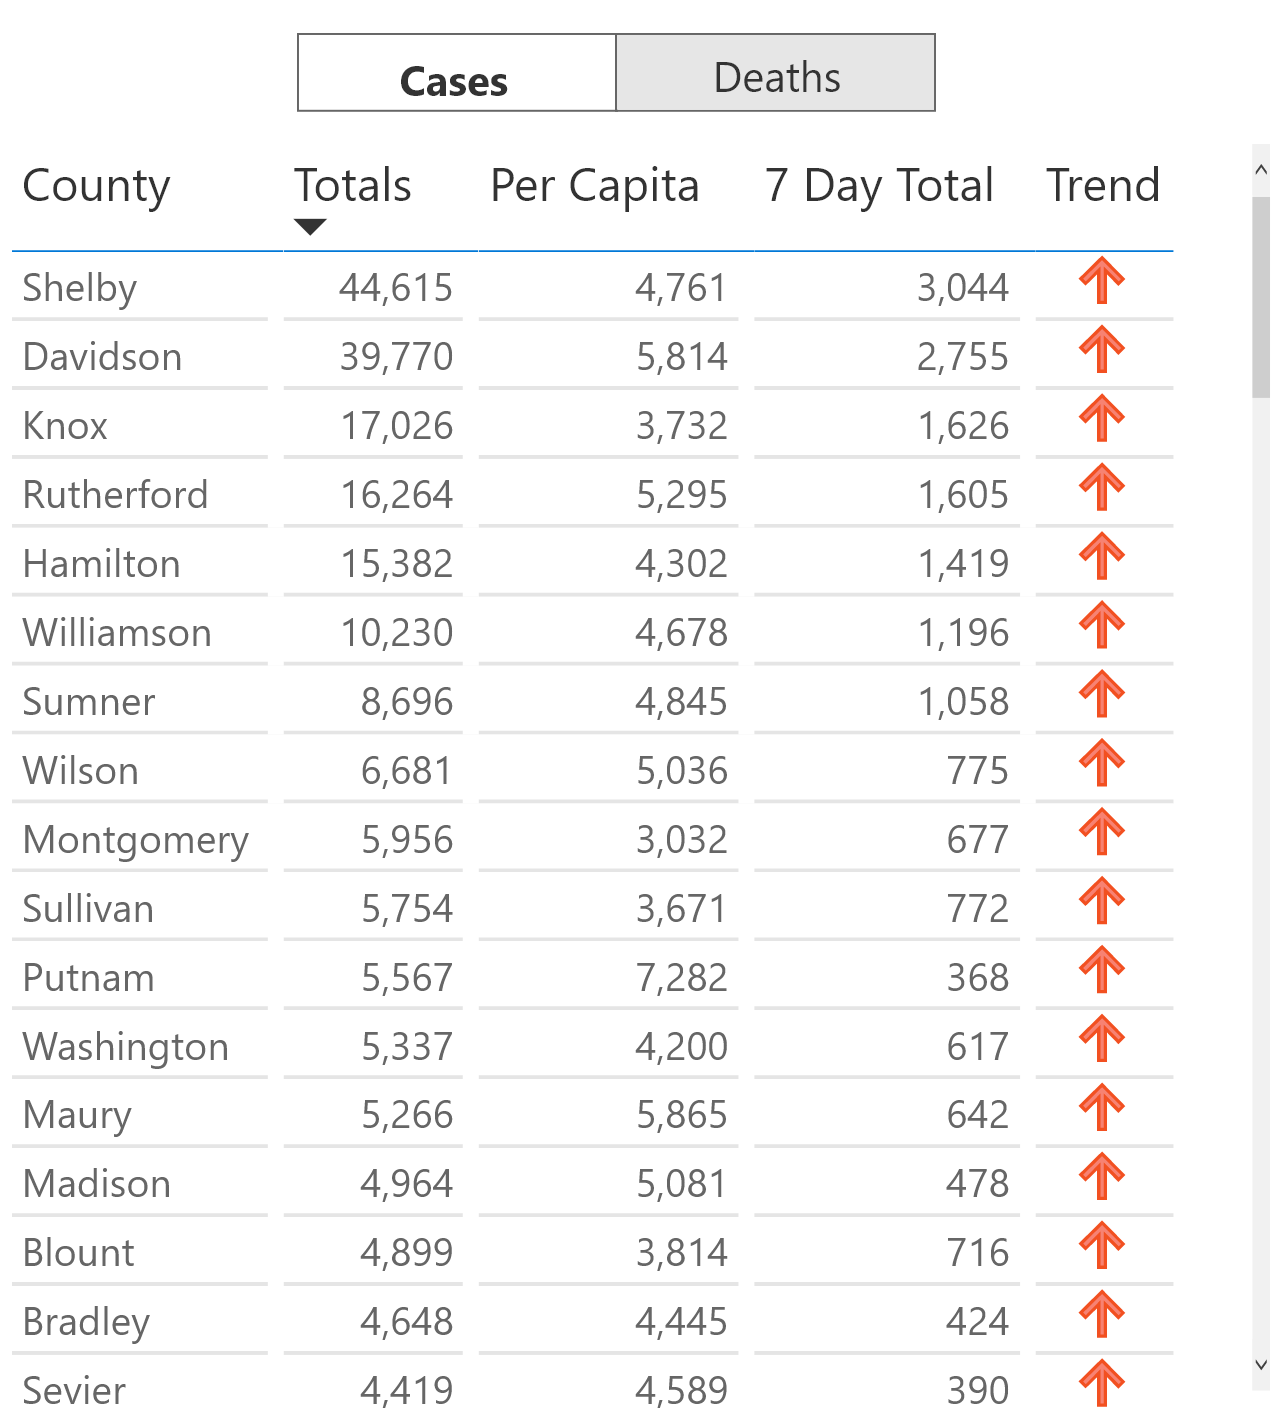 Cases Deaths
County Totals Per Capita 7 Day Total Trend
Shelby 44,615 4,761 3,044
Davidson 39,770 5,814 2,755
Knox 17,026 3,732 1,626
Rutherford 16,264 5,295 1,605
Hamilton 15,382 4,302 1,419
Williamson 10,230 4,678 1,196
Sumner 8,696 4,845 1,058
Wilson 6,681 5,036 775
Montgomery 5,956 3,032 677
Sullivan 5,754 3,671 772
Putnam 5,567 7,282 368
Washington 5,337 4,200 617
Maury 5,266 5,865 642
Madison 4,964 5,081 478
Blount 4,899 3,814 716
Bradley 4,648 4,445 424
Sevier 4,419 4,589 390